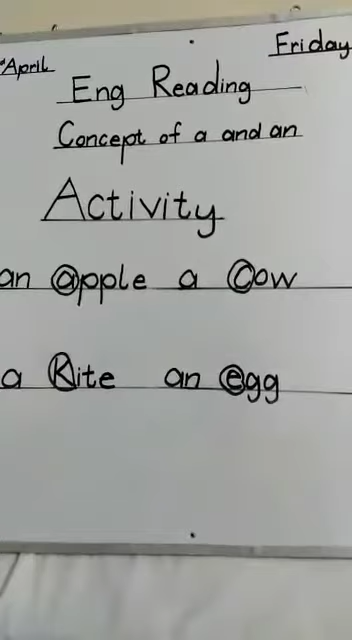 April Friday
Eng Reading
Concept of a and an
Activity
an apple a Cow
a Kite an egg